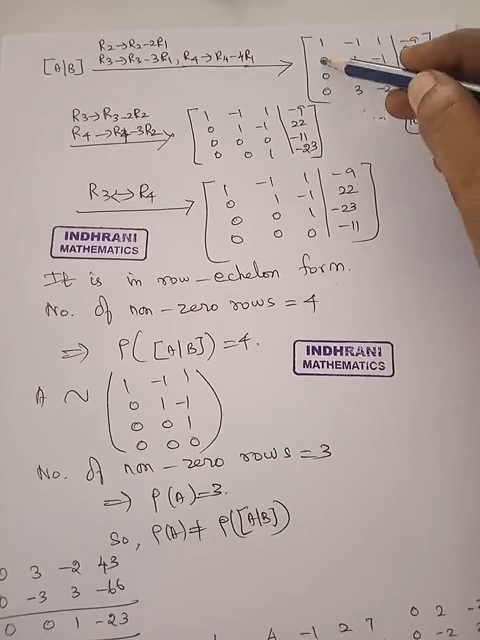 R2→R2-2R1
[A|B] R3→R3-3R1, R4→R4-4R1 1 -1 1 -9
-1
0
0 3 -2
R3→R3-2R2 1 -1 1 -9
R4→R4-3R2 0 1 -1 22
0 0 0 -11
0 0 1 -23
R3↔R4 1 -1 1 -9
0 1 -1 22
0 0 1 -23
0 0 0 -11
INDHRANI
MATHEMATICS
It is in row-echelon form.
No. of non-zero rows = 4
⇒ ρ([A|B]) = 4.
INDHRANI
MATHEMATICS
A ~ 1 -1 1
0 1 -1
0 0 1
0 0 0
No. of non-zero rows = 3
⇒ ρ(A) = 3.
So, ρ(A) ≠ ρ([A|B])
0 3 -2 43
0 -3 3 -66
0 0 1 -23
4 -1 2 7
0 2
0 -2